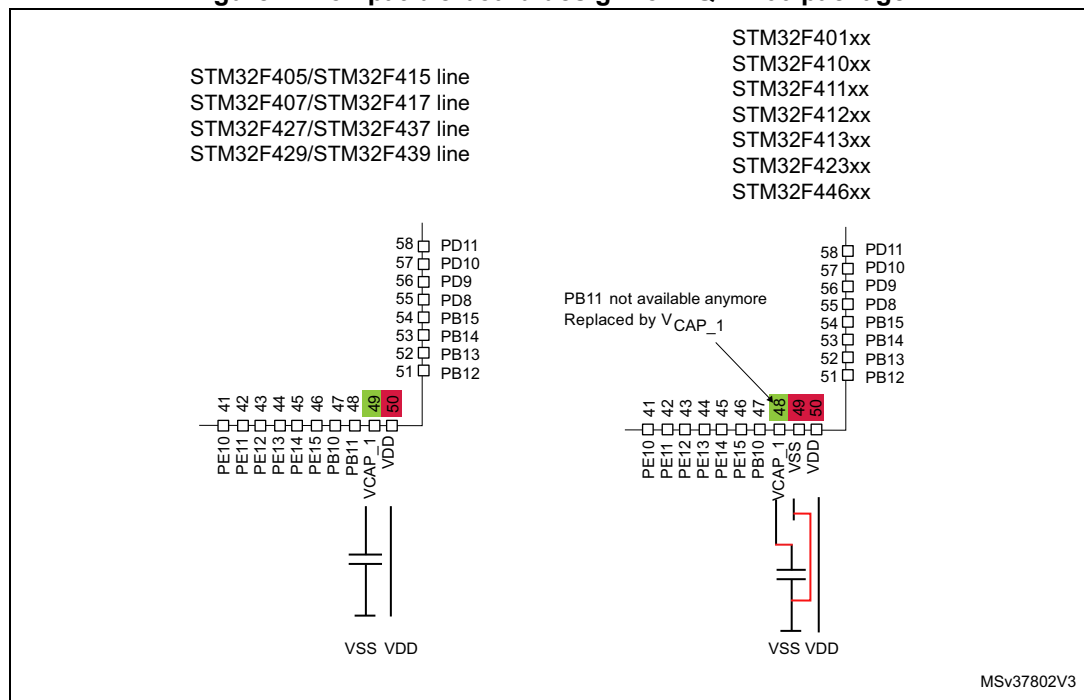 STM32F405/STM32F415 line
STM32F407/STM32F417 line
STM32F427/STM32F437 line
STM32F429/STM32F439 line
58 PD11
57 PD10
56 PD9
55 PD8
54 PB15
53 PB14
52 PB13
51 PB12
41 42 43 44 45 46 47 48 49 50
PE10 PE11 PE12 PE13 PE14 PE15 PB10 PB11 VCAP_1 VDD
VSS VDD
STM32F401xx
STM32F410xx
STM32F411xx
STM32F412xx
STM32F413xx
STM32F423xx
STM32F446xx
PB11 not available anymore
Replaced by VCAP_1
58 PD11
57 PD10
56 PD9
55 PD8
54 PB15
53 PB14
52 PB13
51 PB12
41 42 43 44 45 46 47 48 49 50
PE10 PE11 PE12 PE13 PE14 PE15 PB10 VCAP_1 VSS VDD
VSS VDD
MSv37802V3